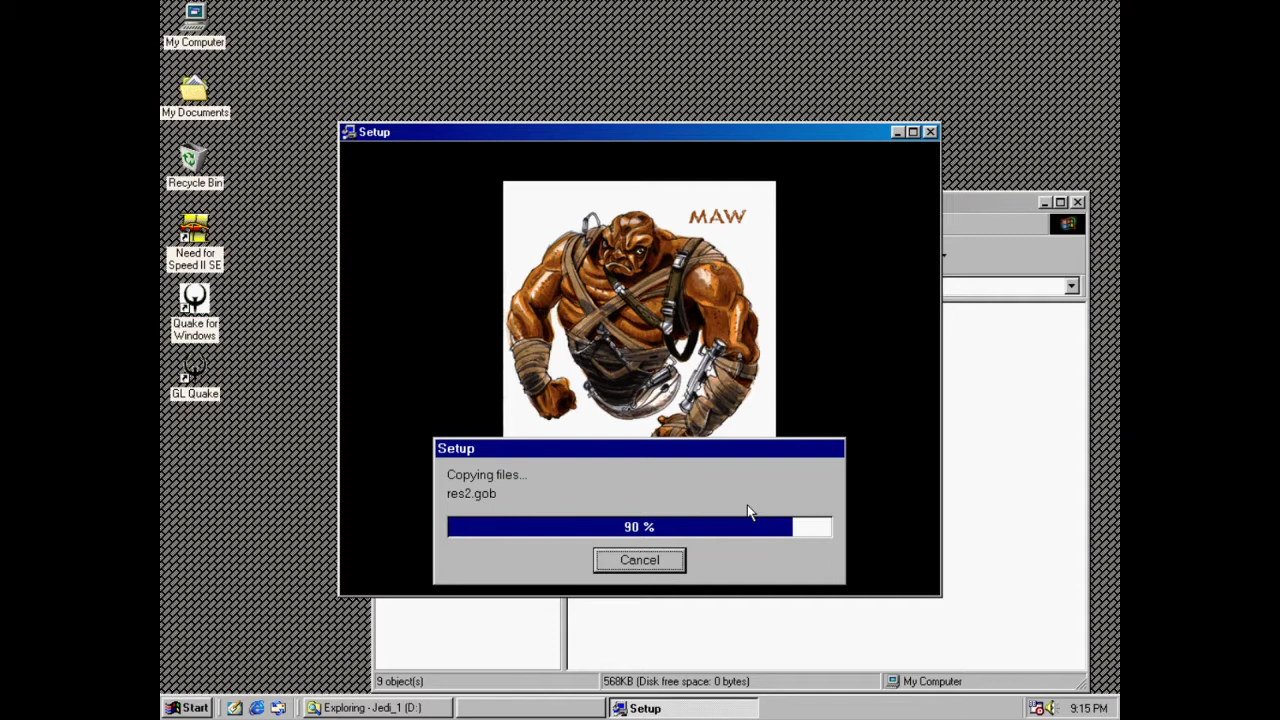 My Computer
My Documents
Recycle Bin
Need for
Speed II SE
Quake for
Windows
GL Quake
Setup
MAW
Setup
Copying files...
res2.gob
90 %
Cancel
9 object(s)
568KB (Disk free space: 0 bytes)
My Computer
Start
Exploring - Jedi_1 (D:)
Setup
9:15 PM